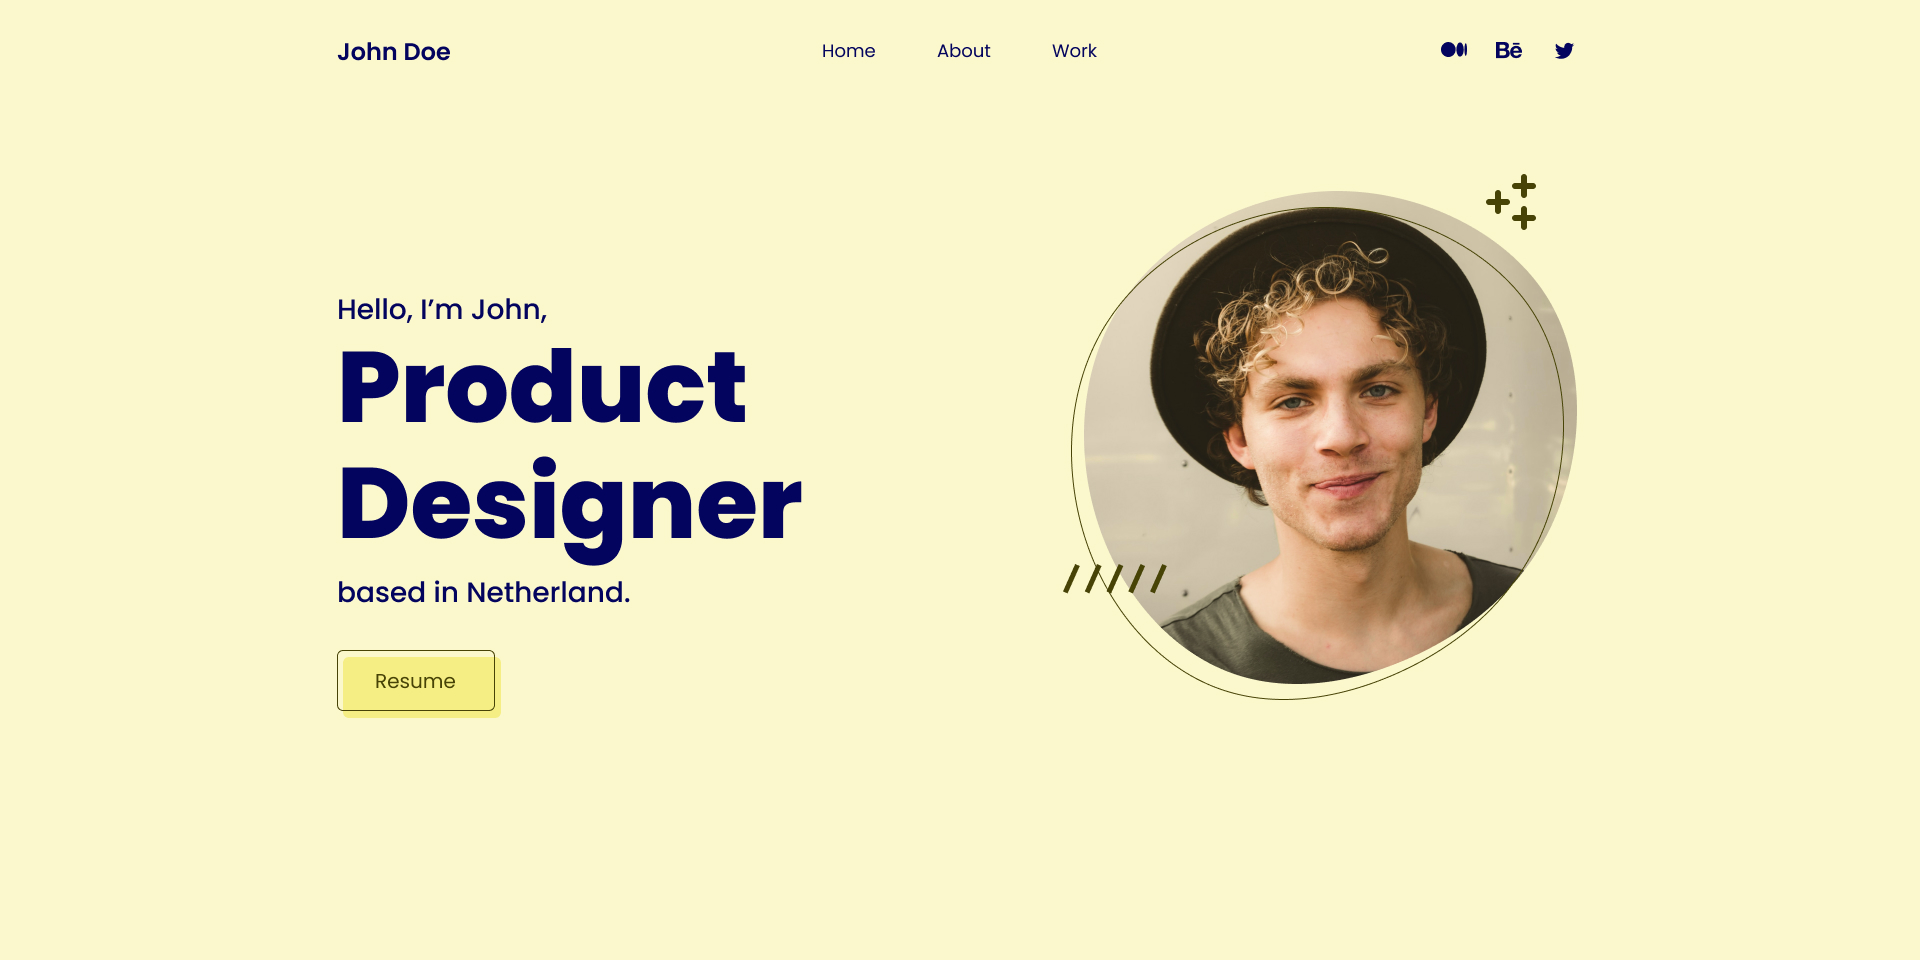 John Doe
Home About Work
Bē
Hello, I’m John,
Product
Designer
based in Netherland.
Resume